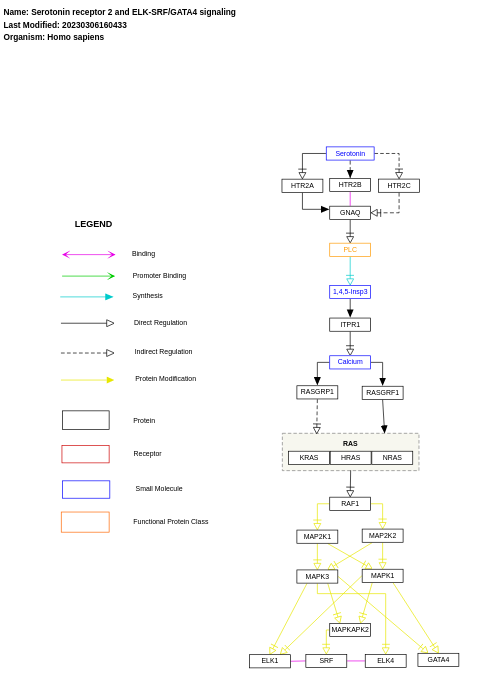 Name: Serotonin receptor 2 and ELK-SRF/GATA4 signaling
Last Modified: 20230306160433
Organism: Homo sapiens
Serotonin
HTR2A
HTR2B
HTR2C
GNAQ
LEGEND
PLC
Binding
Promoter Binding
1,4,5-Insp3
Synthesis
Direct Regulation
ITPR1
Indirect Regulation
Calcium
Protein Modification
RASGRP1
RASGRF1
Protein
RAS
Receptor
KRAS
HRAS
NRAS
Small Molecule
RAF1
Functional Protein Class
MAP2K1
MAP2K2
MAPK3
MAPK1
MAPKAPK2
ELK1
SRF
ELK4
GATA4